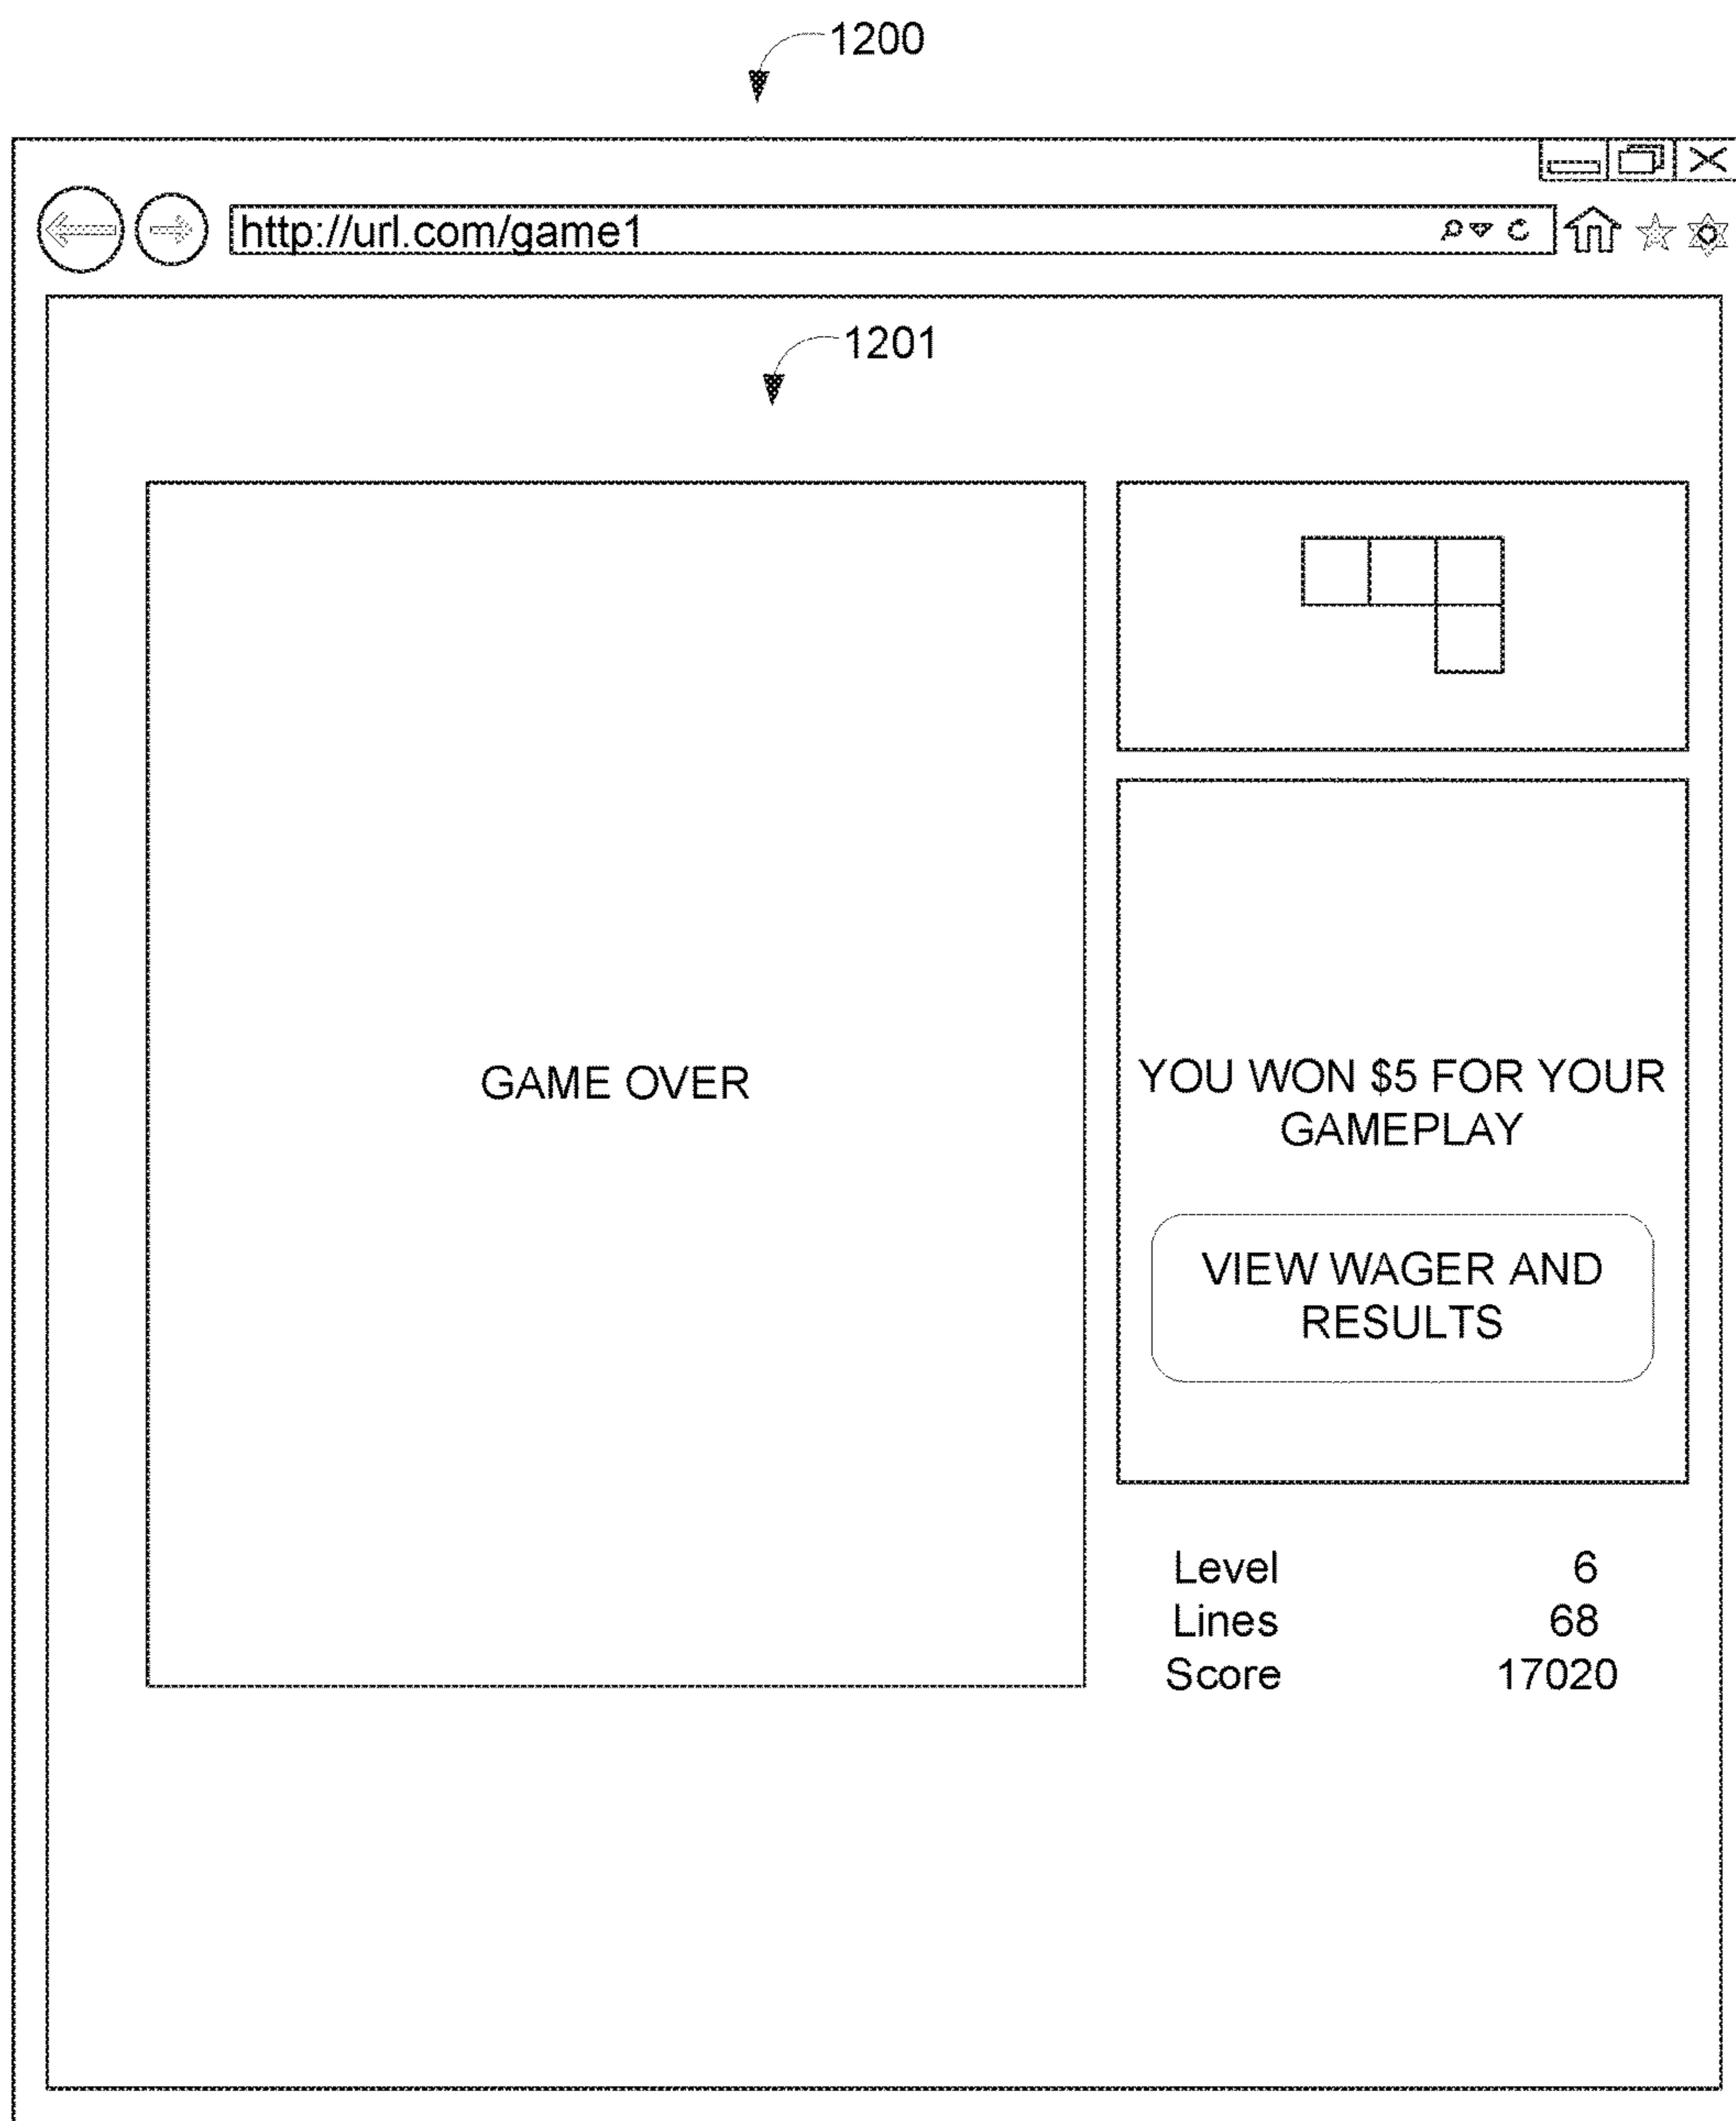 1200
http://url.com/game1
1201
GAME OVER
YOU WON $5 FOR YOUR
GAMEPLAY
VIEW WAGER AND
RESULTS
Level 6
Lines 68
Score 17020